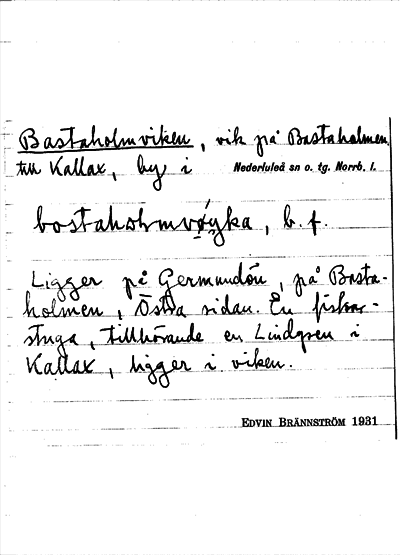 Bastaholmviken, vik på Bastaholmen
till Kallax, by i Nederluleå sn o. tg. Norrb. l.
bostaholmvøyka, b. f.
Ligger på Germundön, på Basta-
holmen, Östra sidan. En fiskar-
stuga, tillhörande en Lindgren i
Kallax, ligger i viken.
EDVIN BRÄNNSTRÖM 1931